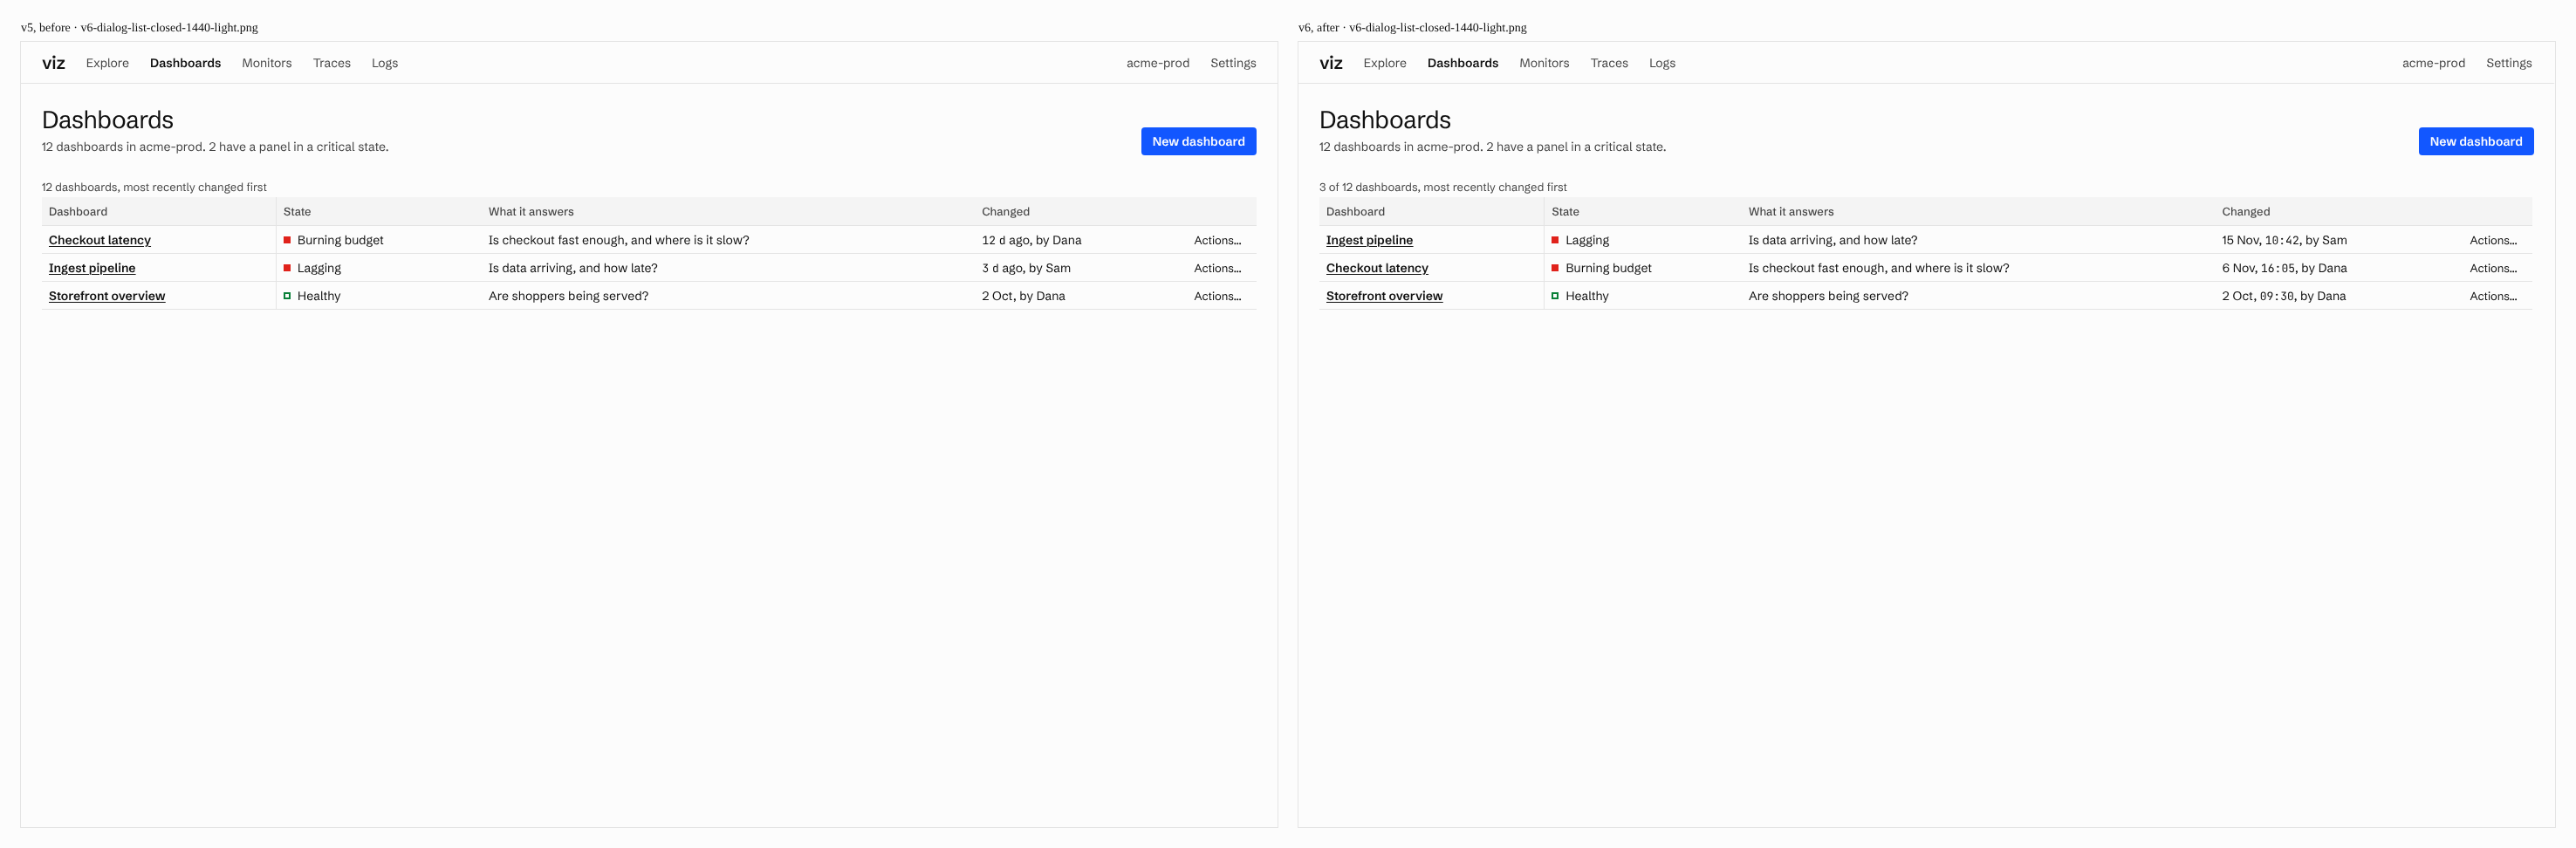 v5, before · v6-dialog-list-closed-1440-light.png
viz Explore Dashboards Monitors Traces Logs acme-prod Settings
Dashboards
12 dashboards in acme-prod. 2 have a panel in a critical state.
New dashboard
12 dashboards, most recently changed first
Dashboard State What it answers Changed
Checkout latency Burning budget Is checkout fast enough, and where is it slow? 12 d ago, by Dana Actions...
Ingest pipeline Lagging Is data arriving, and how late? 3 d ago, by Sam Actions...
Storefront overview Healthy Are shoppers being served? 2 Oct, by Dana Actions...
v6, after · v6-dialog-list-closed-1440-light.png
viz Explore Dashboards Monitors Traces Logs acme-prod Settings
Dashboards
12 dashboards in acme-prod. 2 have a panel in a critical state.
New dashboard
3 of 12 dashboards, most recently changed first
Dashboard State What it answers Changed
Ingest pipeline Lagging Is data arriving, and how late? 15 Nov, 10:42, by Sam Actions...
Checkout latency Burning budget Is checkout fast enough, and where is it slow? 6 Nov, 16:05, by Dana Actions...
Storefront overview Healthy Are shoppers being served? 2 Oct, 09:30, by Dana Actions...